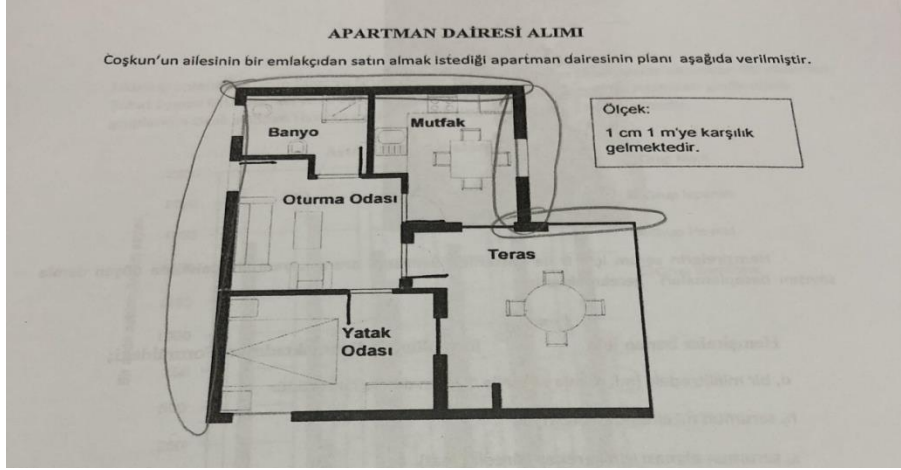 APARTMAN DAİRESİ ALIMI
Coşkun'un ailesinin bir emlakçıdan satın almak istediği apartman dairesinin planı aşağıda verilmiştir.
Ölçek:
1 cm 1 m'ye karşılık
gelmektedir.
Banyo
Mutfak
Oturma Odası
Teras
Yatak
Odası